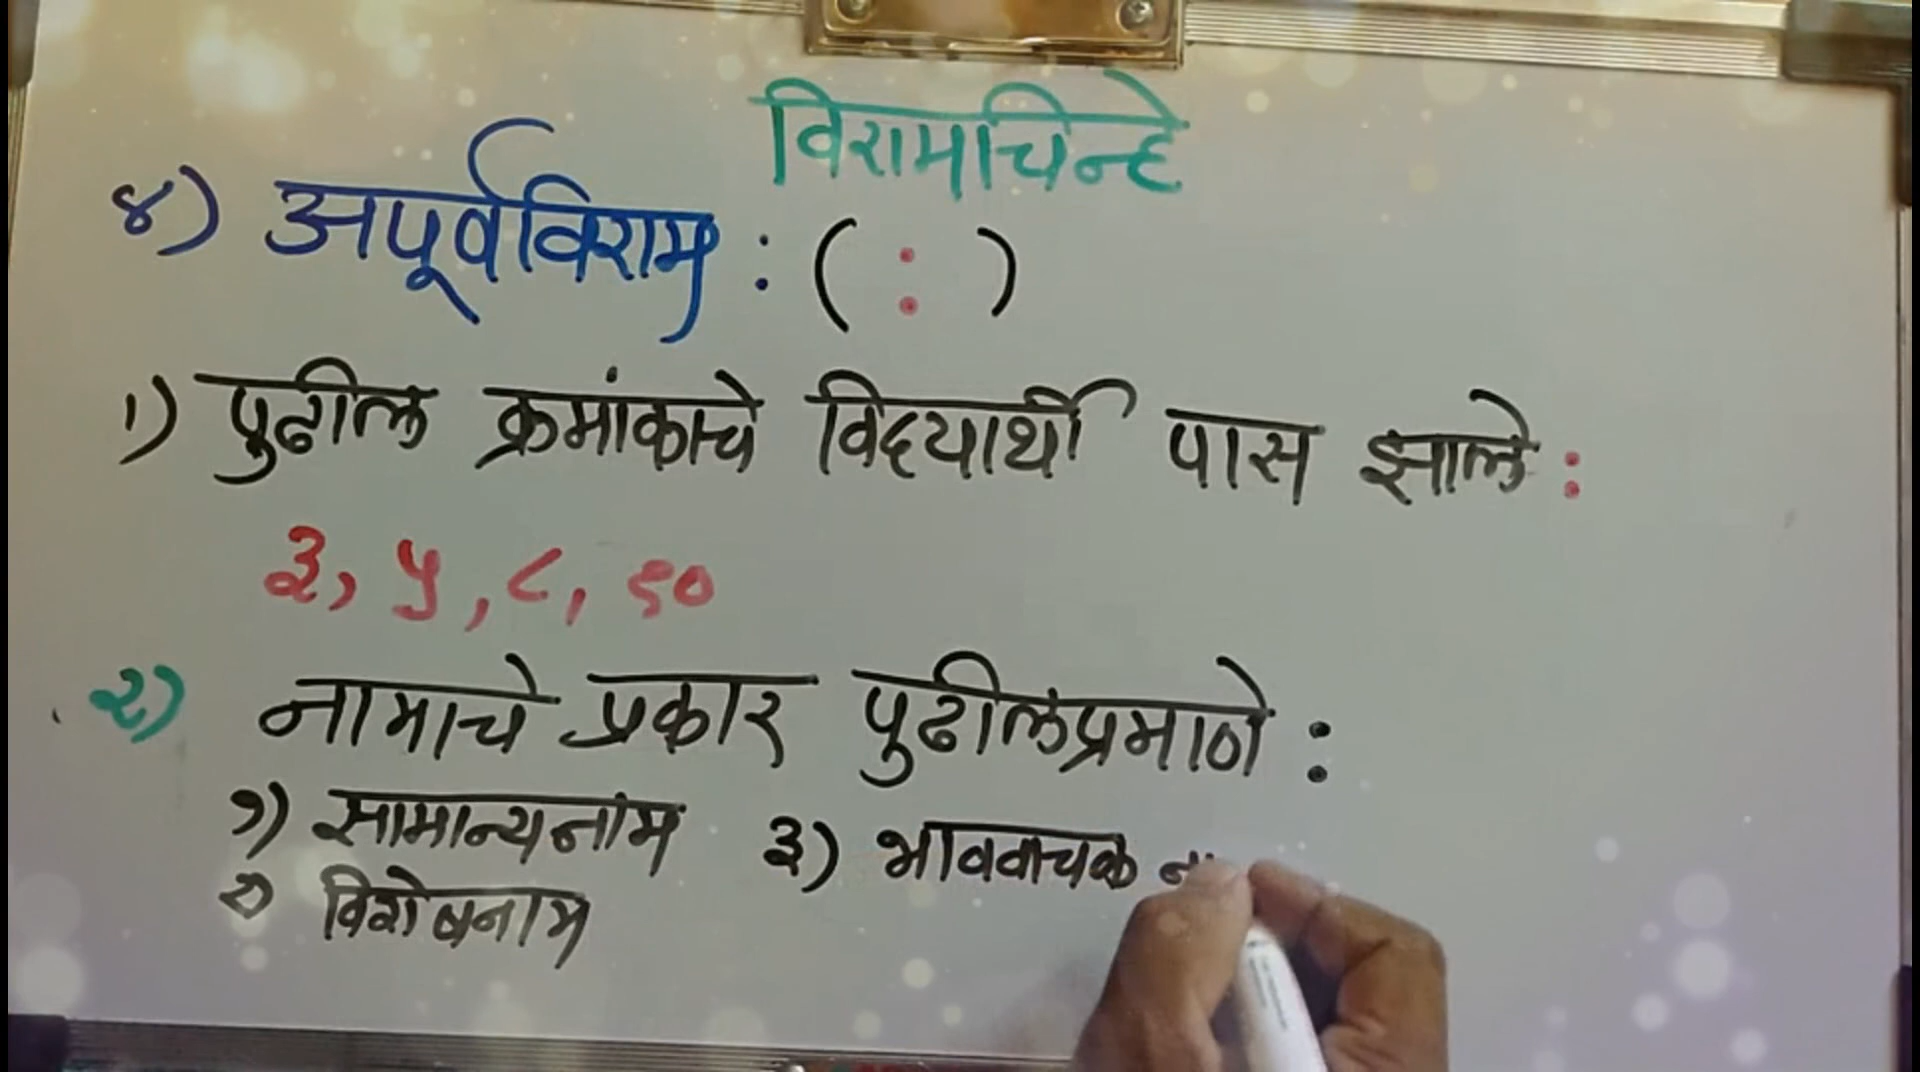 विरामचिन्हे
४) अपूर्णविराम : ( : )
१) पुढील क्रमांकाचे विद्यार्थी पास झाले :
३, ५, ८, ९०
२) नामाचे प्रकार पुढीलप्रमाणे :
१) सामान्यनाम ३) भाववाचक ना
२) विशेषनाम